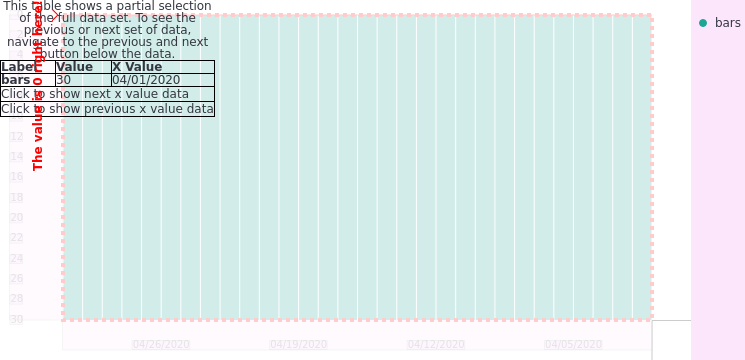 This table shows a partial selection
of the full data set. To see the
previous or next set of data,
navigate to the previous and next
button below the data.
Label Value X Value
bars 30 04/01/2020
Click to show next x value data
Click to show previous x value data
The value is 0 right here!
12
14
16
18
20
22
24
26
28
30
04/26/2020 04/19/2020 04/12/2020 04/05/2020
bars